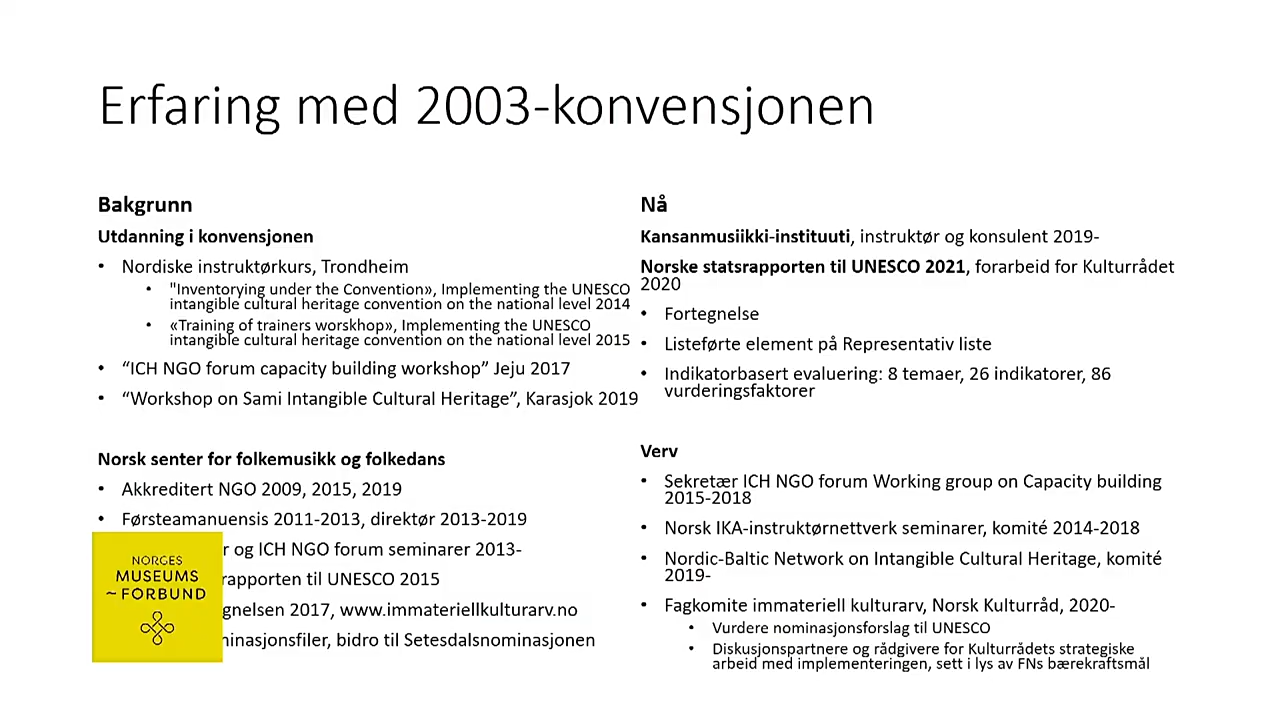 Erfaring med 2003-konvensjonen
Bakgrunn
Utdanning i konvensjonen
• Nordiske instruktørkurs, Trondheim
• "Inventorying under the Convention», Implementing the UNESCO
intangible cultural heritage convention on the national level 2014
• «Training of trainers worskhop», Implementing the UNESCO
intangible cultural heritage convention on the national level 2015
• “ICH NGO forum capacity building workshop” Jeju 2017
• “Workshop on Sami Intangible Cultural Heritage”, Karasjok 2019
Norsk senter for folkemusikk og folkedans
• Akkreditert NGO 2009, 2015, 2019
• Førsteamanuensis 2011-2013, direktør 2013-2019
og ICH NGO forum seminarer 2013-
rapporten til UNESCO 2015
gnelsen 2017, www.immateriellkulturarv.no
minasjonsfiler, bidro til Setesdalsnominasjonen
NORGES
MUSEUMS
~FORBUND
Nå
Kansanmusiikki-instituuti, instruktør og konsulent 2019-
Norske statsrapporten til UNESCO 2021, forarbeid for Kulturrådet
2020
• Fortegnelse
• Listeførte element på Representativ liste
• Indikatorbasert evaluering: 8 temaer, 26 indikatorer, 86
vurderingsfaktorer
Verv
• Sekretær ICH NGO forum Working group on Capacity building
2015-2018
• Norsk IKA-instruktørnettverk seminarer, komité 2014-2018
• Nordic-Baltic Network on Intangible Cultural Heritage, komité
2019-
• Fagkomite immateriell kulturarv, Norsk Kulturråd, 2020-
• Vurdere nominasjonsforslag til UNESCO
• Diskusjonspartnere og rådgivere for Kulturrådets strategiske
arbeid med implementeringen, sett i lys av FNs bærekraftsmål